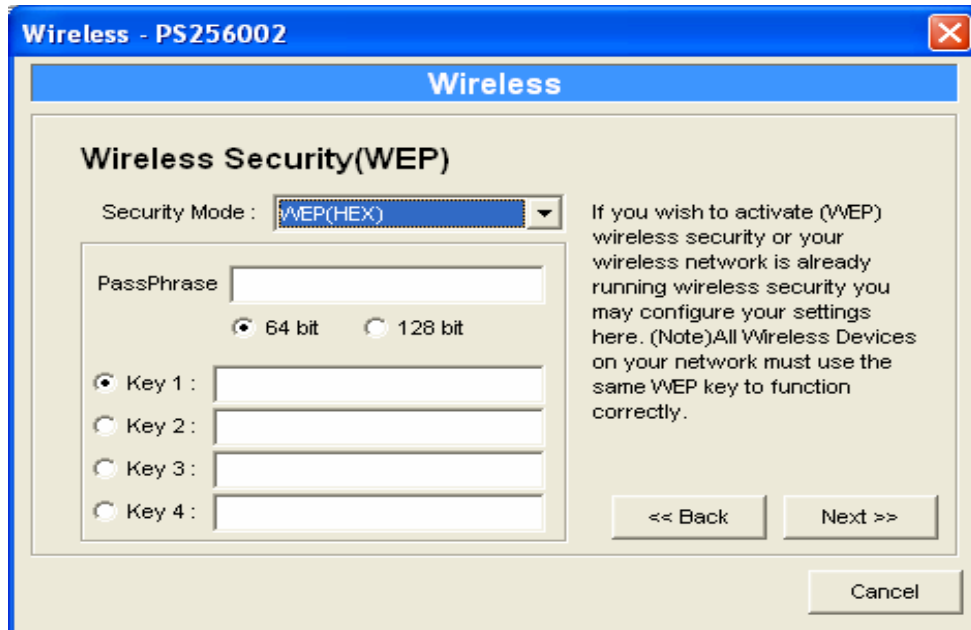 Wireless - PS256002
Wireless
Wireless Security(WEP)
Security Mode : WEP(HEX)
PassPhrase
64 bit 128 bit
Key 1 :
Key 2 :
Key 3 :
Key 4 :
If you wish to activate (WEP)
wireless security or your
wireless network is already
running wireless security you
may configure your settings
here. (Note)All Wireless Devices
on your network must use the
same WEP key to function
correctly.
<< Back Next >>
Cancel